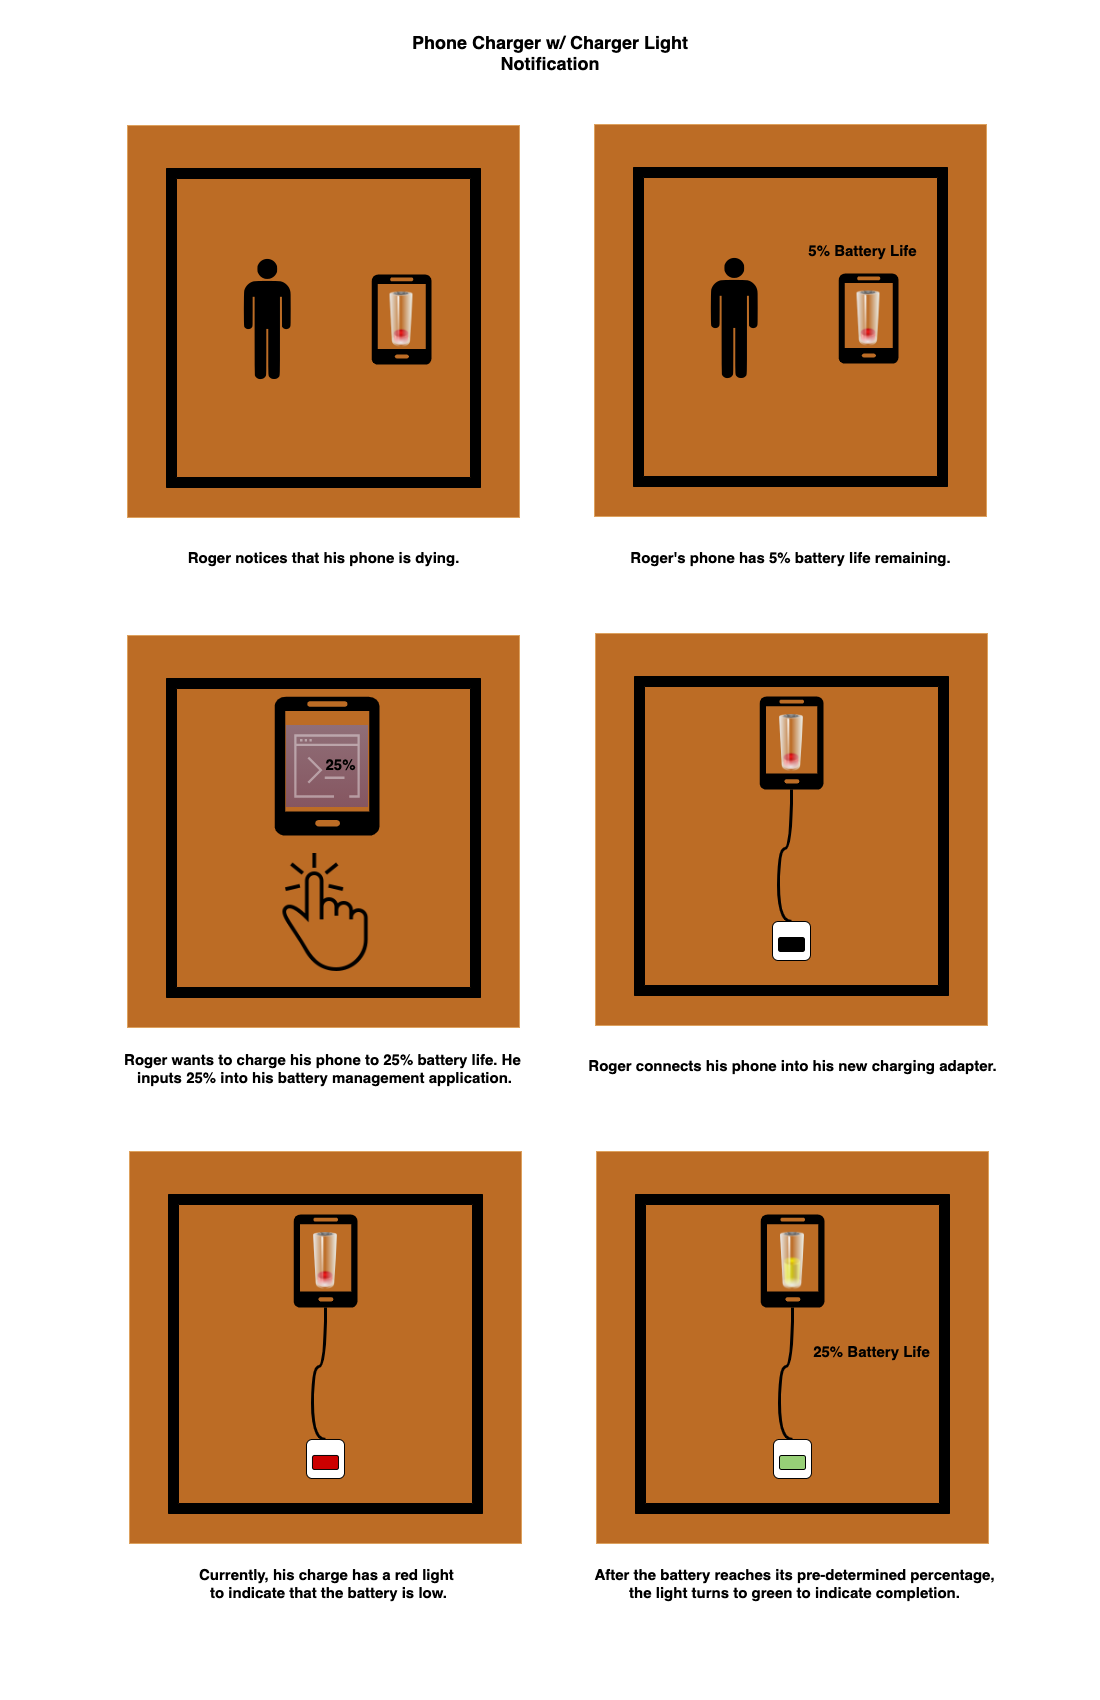 Phone Charger w/ Charger Light
Notification
5% Battery Life
Roger notices that his phone is dying.
Roger's phone has 5% battery life remaining.
25%
Roger wants to charge his phone to 25% battery life. He
inputs 25% into his battery management application.
Roger connects his phone into his new charging adapter.
25% Battery Life
Currently, his charge has a red light
to indicate that the battery is low.
After the battery reaches its pre-determined percentage,
the light turns to green to indicate completion.